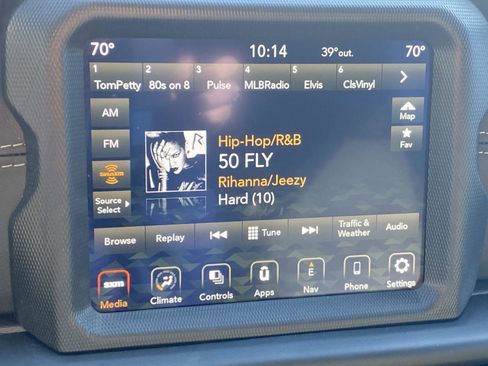 70° 10:14 39°out. 70°
1 2 3 4 5 6
TomPetty 80s on 8 Pulse MLBRadio Elvis ClsVinyl
AM
Map
FM
Fav
Hip-Hop/R&B
50 FLY
Rihanna/Jeezy
Hard (10)
SiriusXM
Source
Select
Browse Replay Tune Traffic &
Weather Audio
sxm E
Media Climate Controls Apps Nav Phone Settings